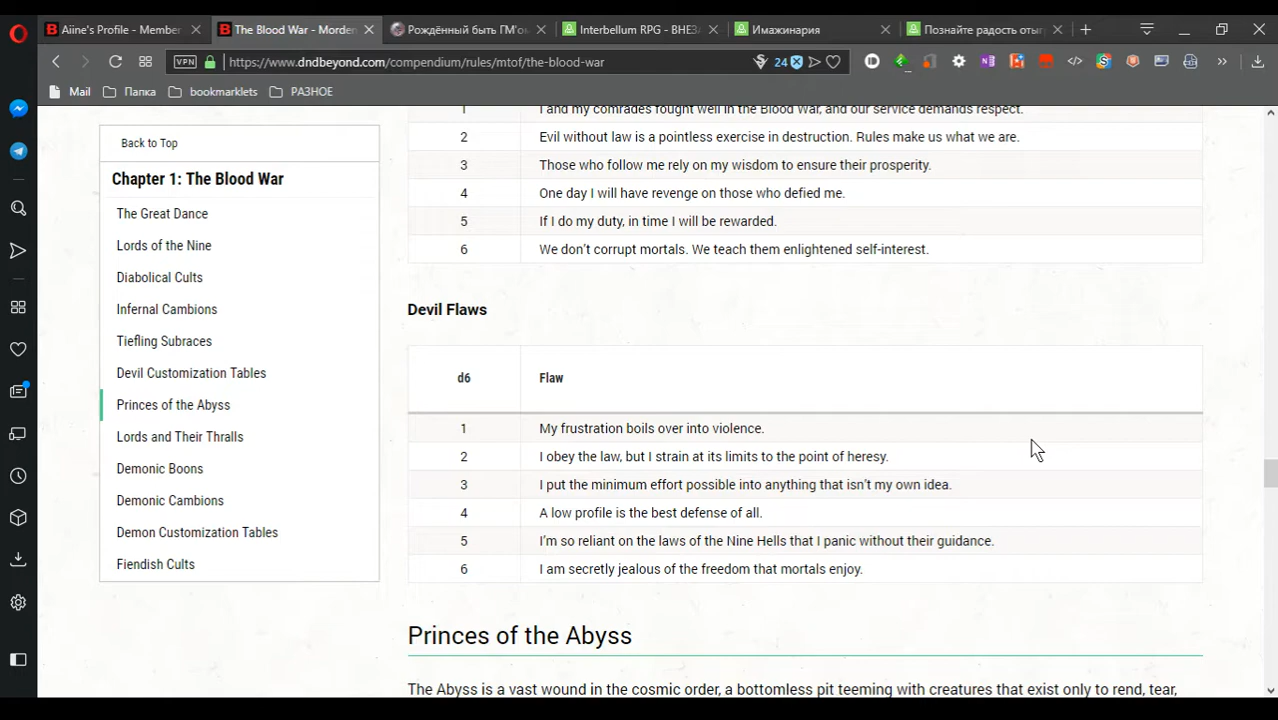 Aiine's Profile - Member
The Blood War - Morden
Рождённый быть ГМ'о
Interbellum RPG - ВНЕЗ
Имажинария
Познайте радость отыг
VPN
https://www.dndbeyond.com/compendium/rules/mtof/the-blood-war
24
Mail
Папка
bookmarklets
РАЗНОЕ
Back to Top
Chapter 1: The Blood War
The Great Dance
Lords of the Nine
Diabolical Cults
Infernal Cambions
Tiefling Subraces
Devil Customization Tables
Princes of the Abyss
Lords and Their Thralls
Demonic Boons
Demonic Cambions
Demon Customization Tables
Fiendish Cults
1 I and my comrades fought well in the Blood War, and our service demands respect.
2 Evil without law is a pointless exercise in destruction. Rules make us what we are.
3 Those who follow me rely on my wisdom to ensure their prosperity.
4 One day I will have revenge on those who defied me.
5 If I do my duty, in time I will be rewarded.
6 We don't corrupt mortals. We teach them enlightened self-interest.
Devil Flaws
d6 Flaw
1 My frustration boils over into violence.
2 I obey the law, but I strain at its limits to the point of heresy.
3 I put the minimum effort possible into anything that isn't my own idea.
4 A low profile is the best defense of all.
5 I'm so reliant on the laws of the Nine Hells that I panic without their guidance.
6 I am secretly jealous of the freedom that mortals enjoy.
Princes of the Abyss
The Abyss is a vast wound in the cosmic order, a bottomless pit teeming with creatures that exist only to rend, tear,